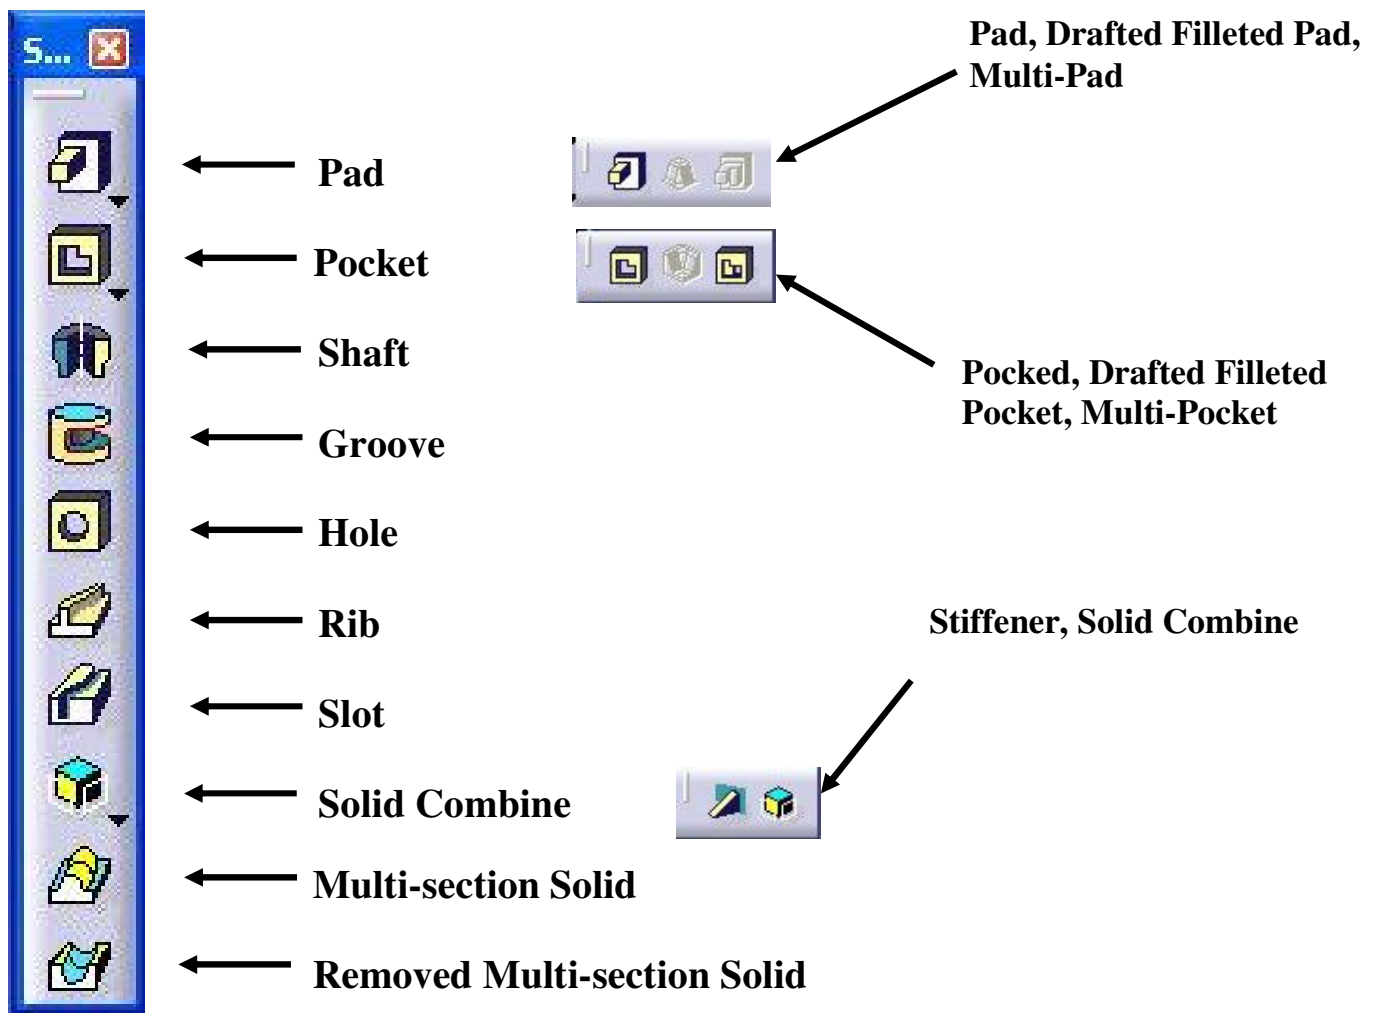 S...
Pad, Drafted Filleted Pad,
Multi-Pad
Pad
Pocket
Shaft
Pocked, Drafted Filleted
Pocket, Multi-Pocket
Groove
Hole
Rib
Stiffener, Solid Combine
Slot
Solid Combine
Multi-section Solid
Removed Multi-section Solid